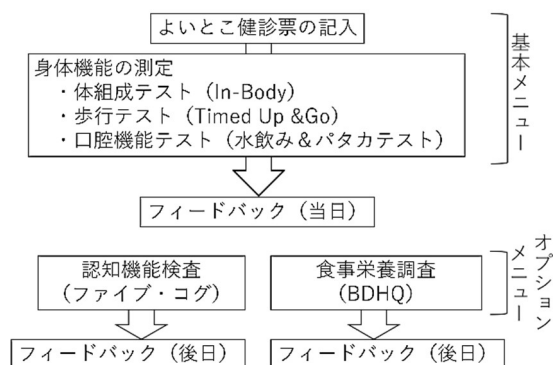 よいとこ健診票の記入
身体機能の測定
・体組成テスト（In-Body）
・歩行テスト（Timed Up &Go）
・口腔機能テスト（水飲み＆パタカテスト）
基本メニュー
フィードバック（当日）
認知機能検査
（ファイブ・コグ）
食事栄養調査
（BDHQ）
オプション
メニュー
フィードバック（後日）
フィードバック（後日）